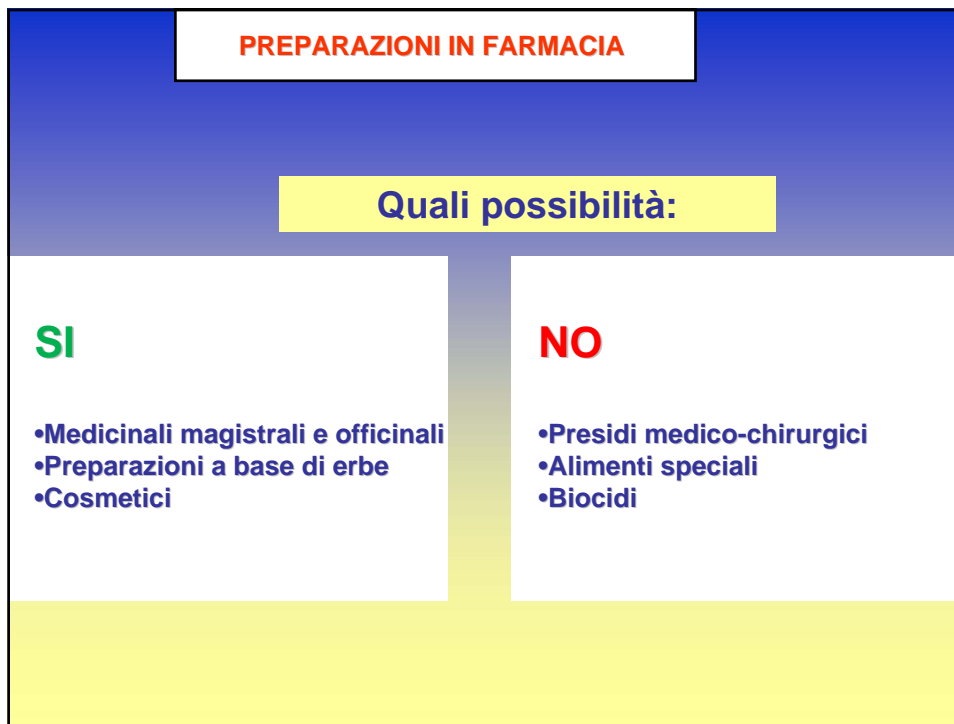 PREPARAZIONI IN FARMACIA
Quali possibilità:
SI
•Medicinali magistrali e officinali
•Preparazioni a base di erbe
•Cosmetici
NO
•Presidi medico-chirurgici
•Alimenti speciali
•Biocidi